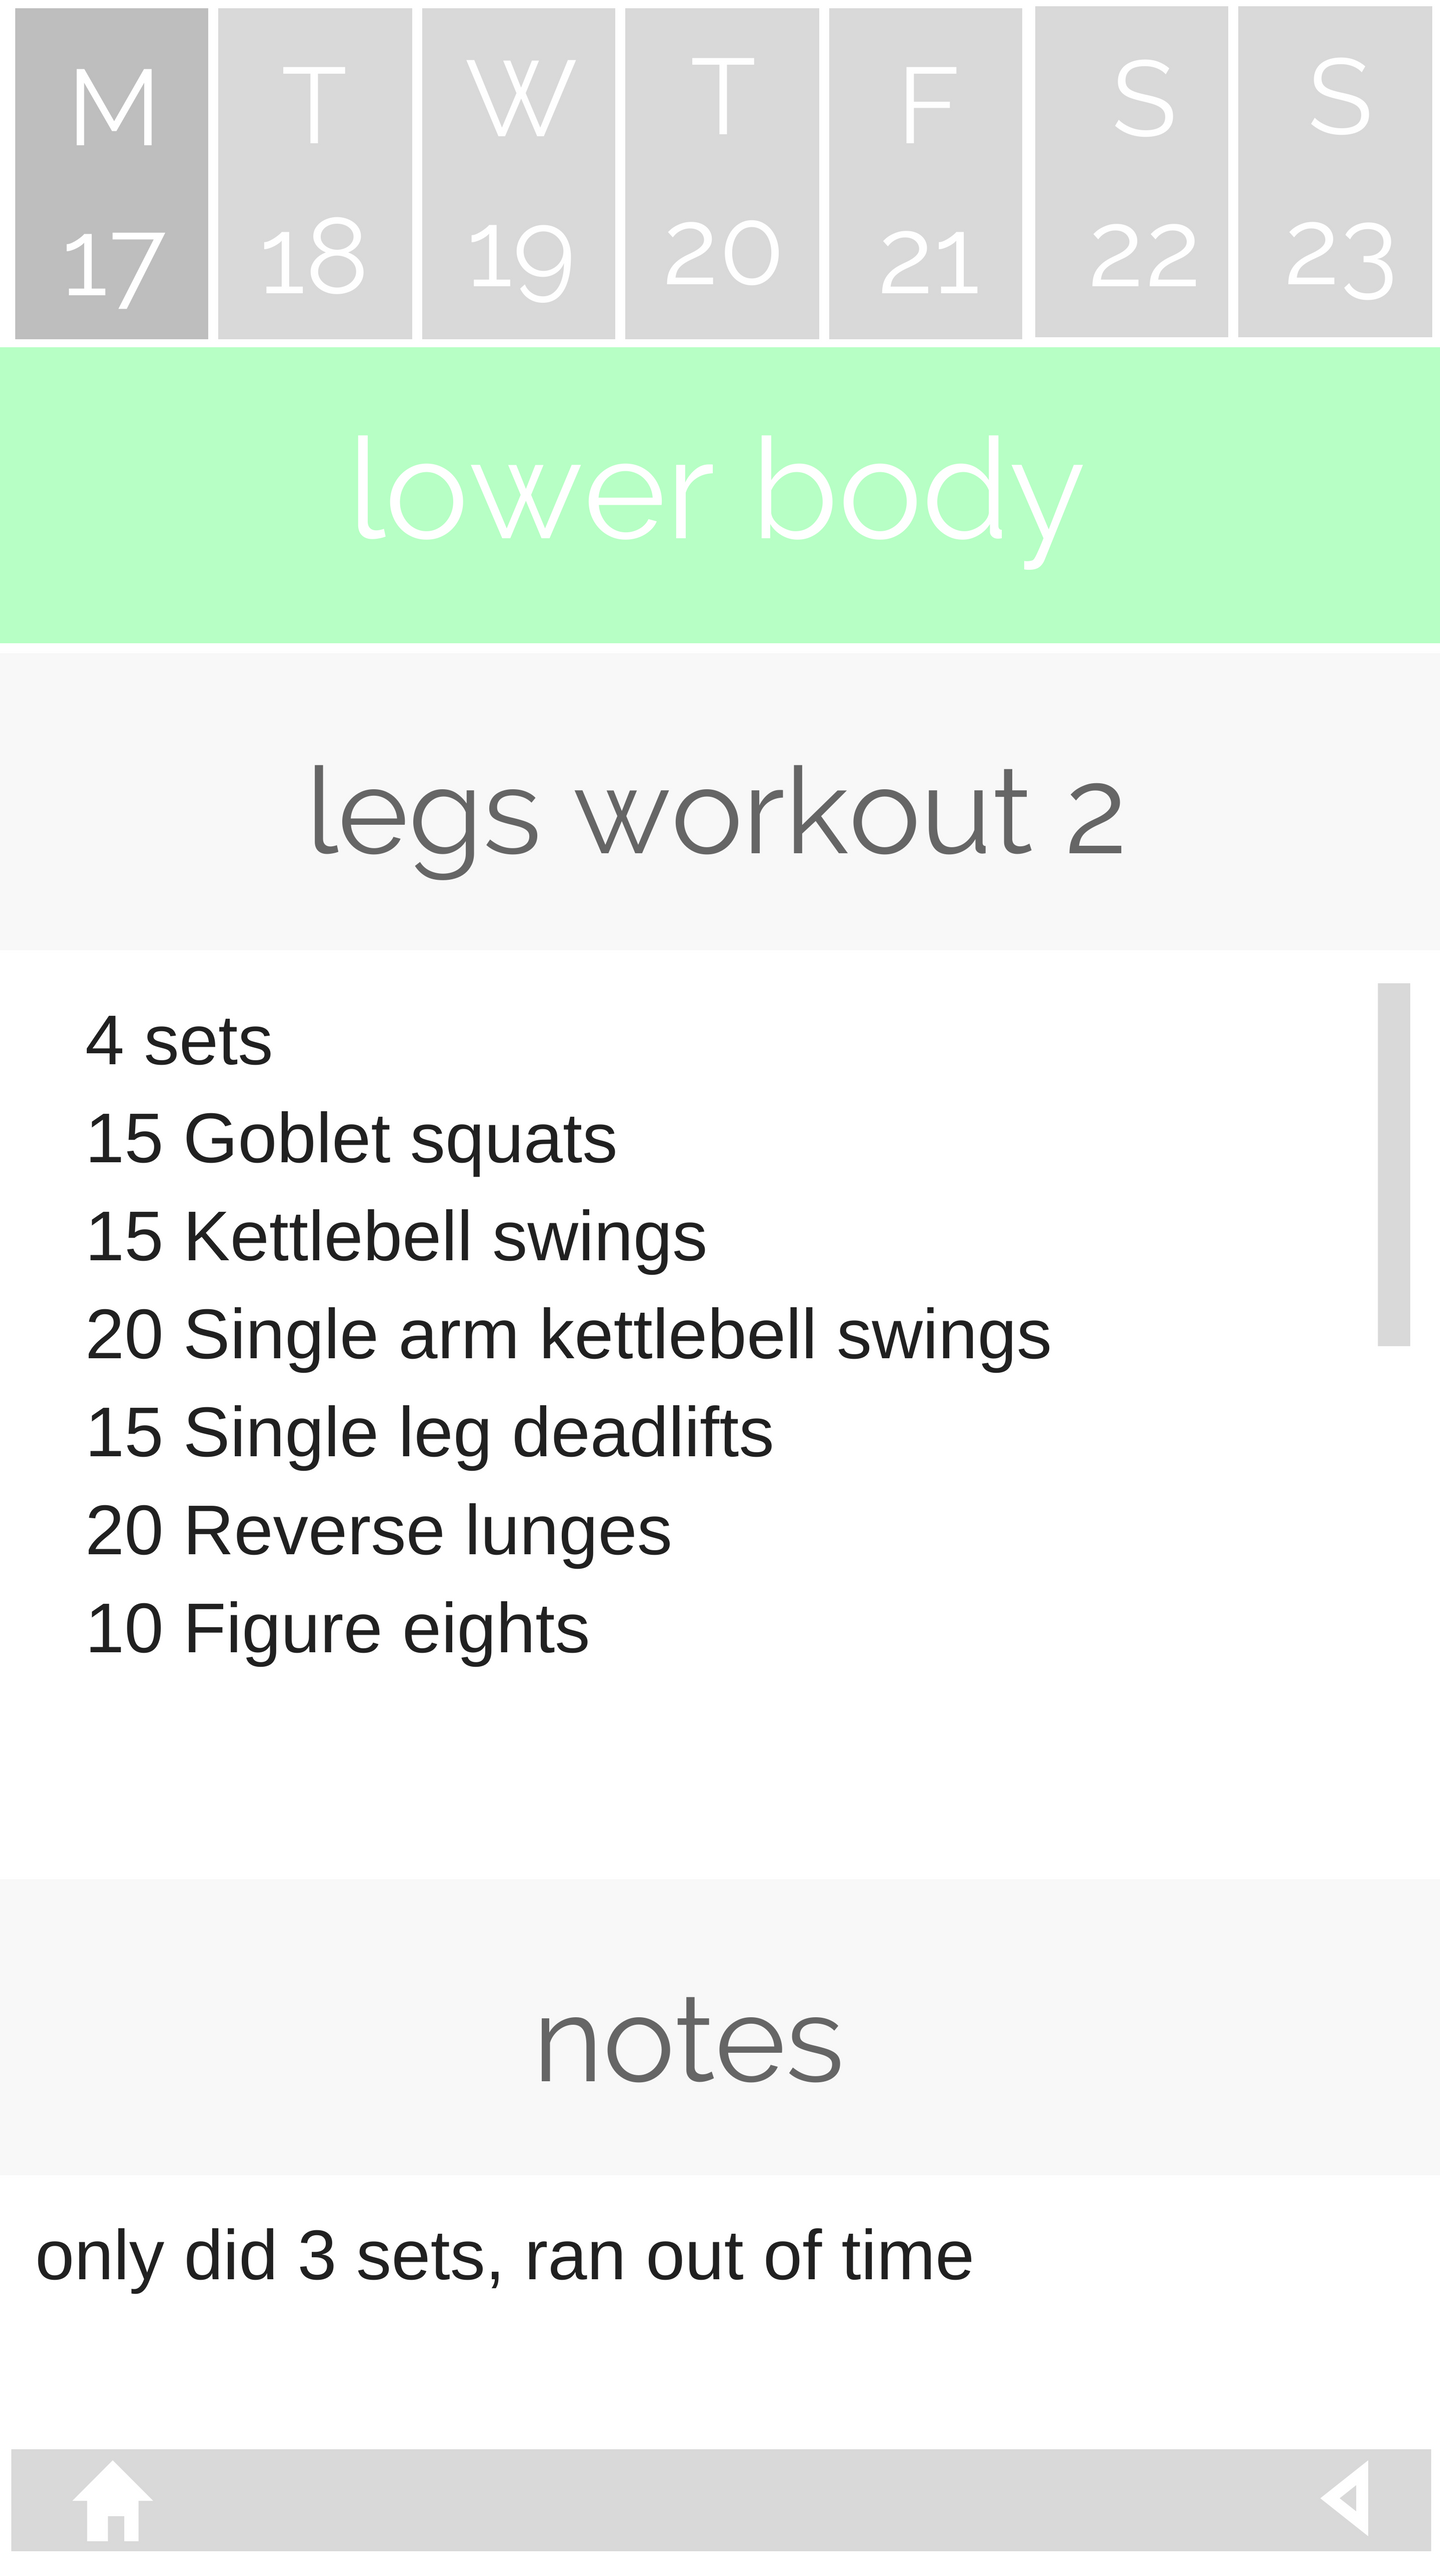 M T W T F S S
17 18 19 20 21 22 23
lower body
legs workout 2
4 sets
15 Goblet squats
15 Kettlebell swings
20 Single arm kettlebell swings
15 Single leg deadlifts
20 Reverse lunges
10 Figure eights
notes
only did 3 sets, ran out of time